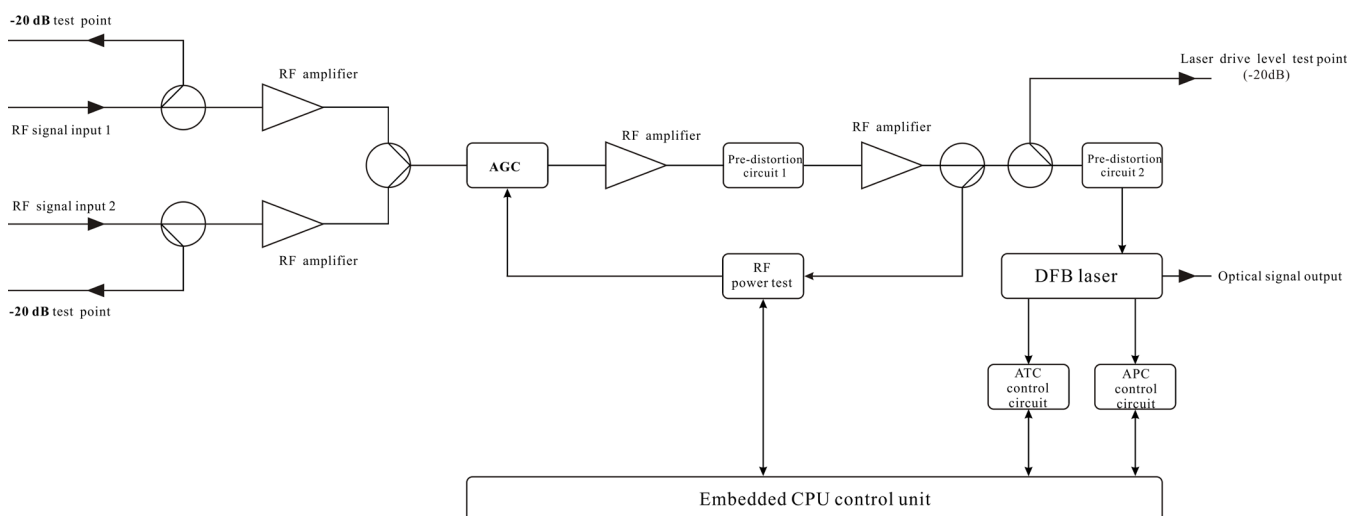 -20 dB test point
Laser drive level test point
(-20dB)
RF amplifier
RF signal input 1
RF amplifier
RF amplifier
AGC
Pre-distortion
circuit 1
Pre-distortion
circuit 2
RF signal input 2
RF amplifier
RF
power test
DFB laser
Optical signal output
-20 dB test point
ATC
control
circuit
APC
control
circuit
Embedded CPU control unit